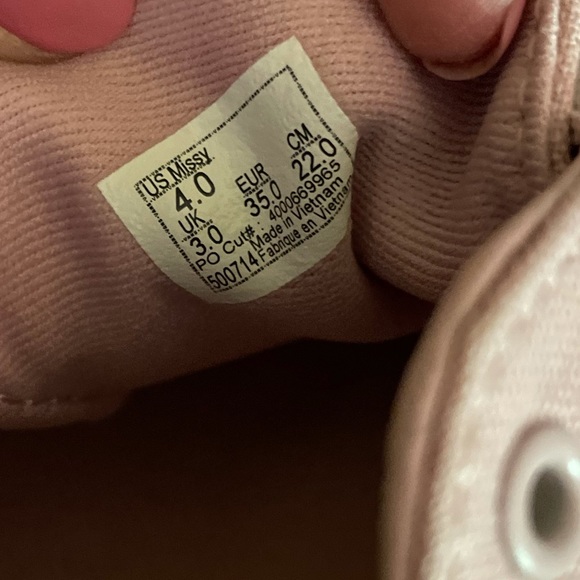 US Missy
4.0
UK
3.0
EUR
35.0
CM
22.0
PO Cut# : 4000669965
Made in Vietnam
500714 Fabriqué en Vietnam